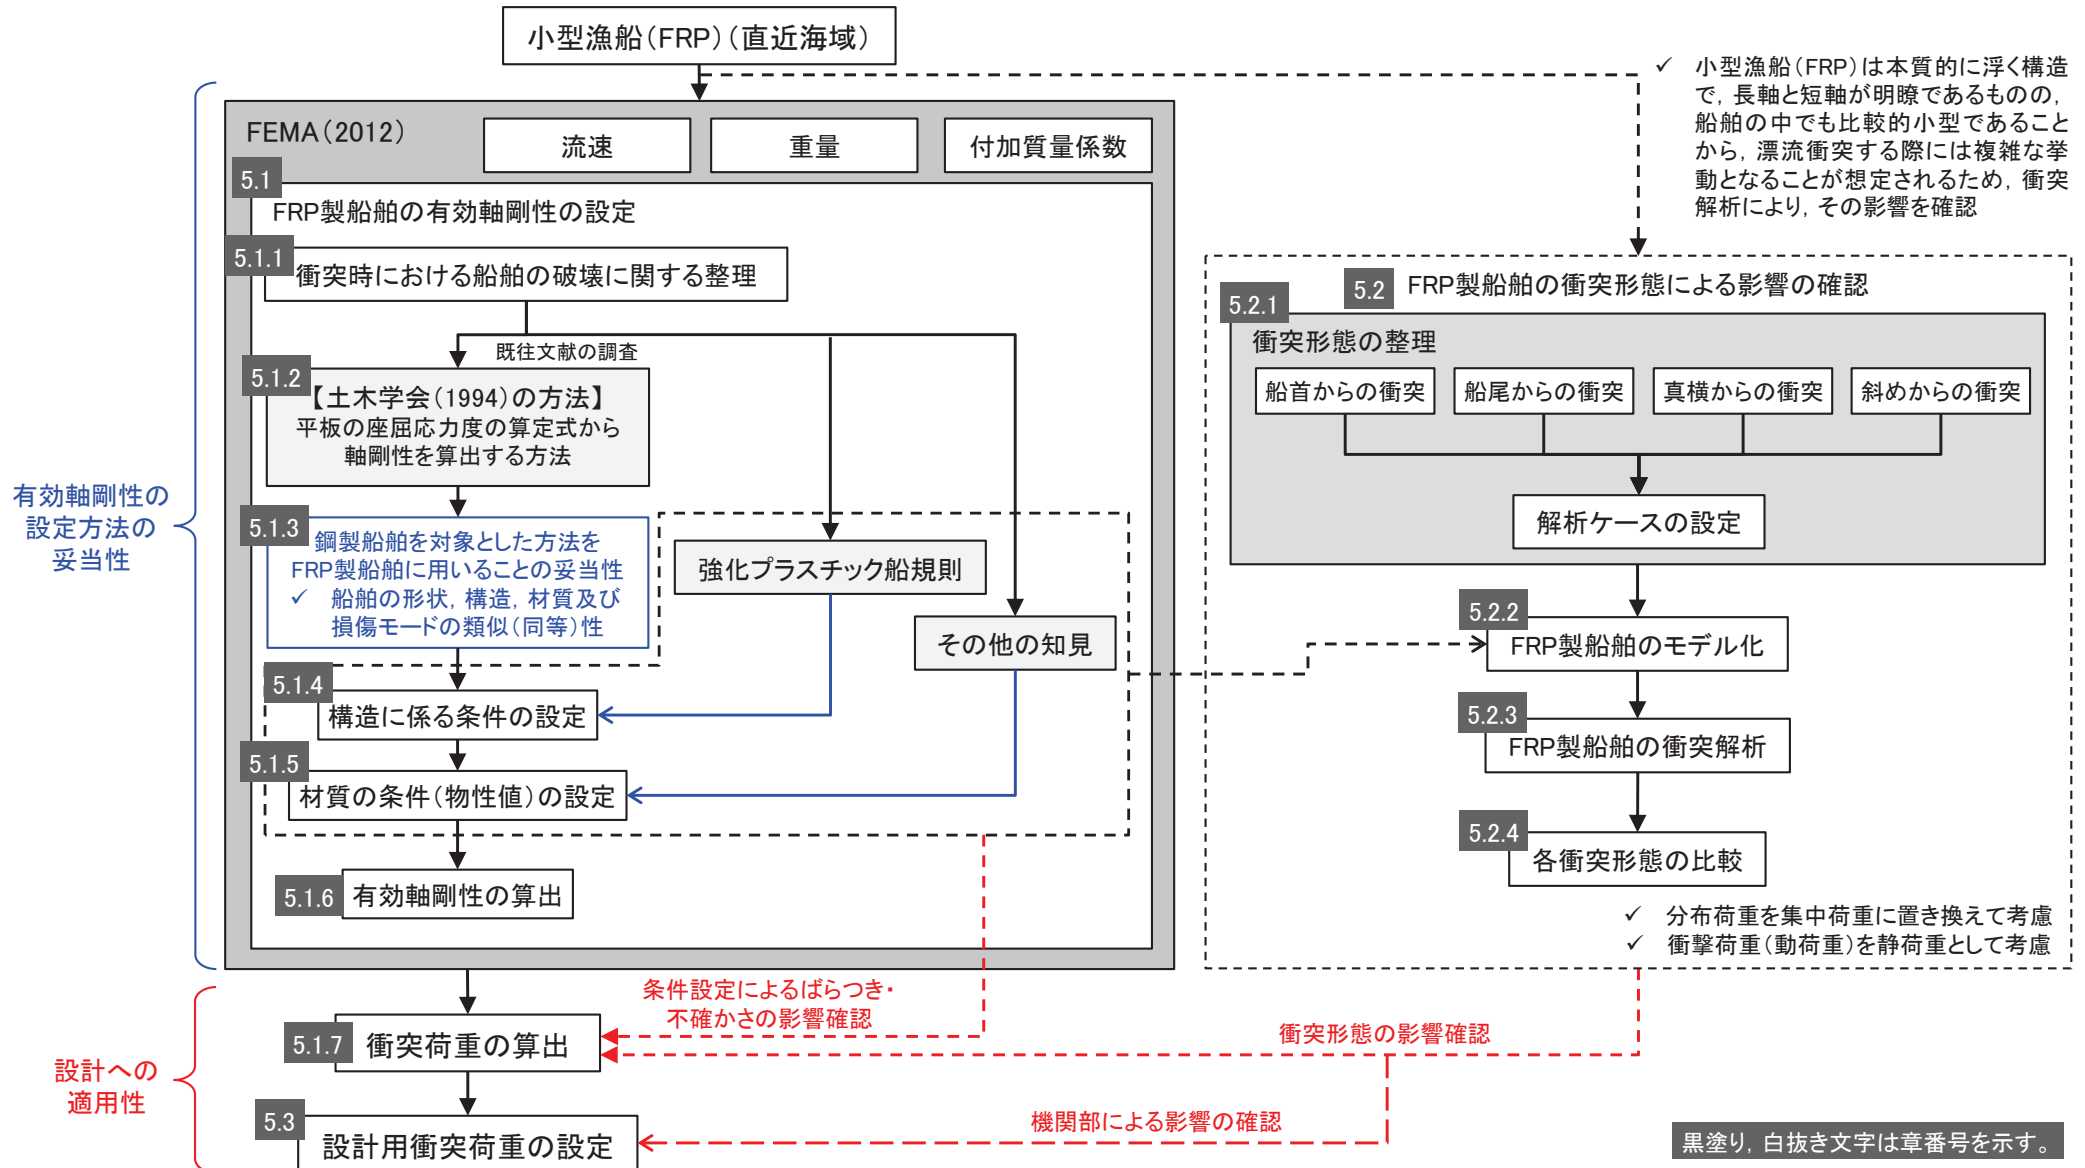 小型漁船（FRP）（直近海域）
FEMA（2012）
流速
重量
付加質量係数
5.1
FRP製船舶の有効軸剛性の設定
5.1.1
衝突時における船舶の破壊に関する整理
既往文献の調査
5.1.2
【土木学会（1994）の方法】
平板の座屈応力度の算定式から
軸剛性を算出する方法
5.1.3
鋼製船舶を対象とした方法を
FRP製船舶に用いることの妥当性
✓ 船舶の形状，構造，材質及び
損傷モードの類似（同等）性
強化プラスチック船規則
その他の知見
5.1.4
構造に係る条件の設定
5.1.5
材質の条件（物性値）の設定
5.1.6
有効軸剛性の算出
有効軸剛性の
設定方法の
妥当性
✓ 小型漁船（FRP）は本質的に浮く構造
で，長軸と短軸が明瞭であるものの，
船舶の中でも比較的小型であること
から，漂流衝突する際には複雑な挙
動となることが想定されるため，衝突
解析により，その影響を確認
5.2
FRP製船舶の衝突形態による影響の確認
5.2.1
衝突形態の整理
船首からの衝突
船尾からの衝突
真横からの衝突
斜めからの衝突
解析ケースの設定
5.2.2
FRP製船舶のモデル化
5.2.3
FRP製船舶の衝突解析
5.2.4
各衝突形態の比較
✓ 分布荷重を集中荷重に置き換えて考慮
✓ 衝撃荷重（動荷重）を静荷重として考慮
条件設定によるばらつき・
不確かさの影響確認
5.1.7
衝突荷重の算出
衝突形態の影響確認
設計への
適用性
5.3
設計用衝突荷重の設定
機関部による影響の確認
黒塗り，白抜き文字は章番号を示す。